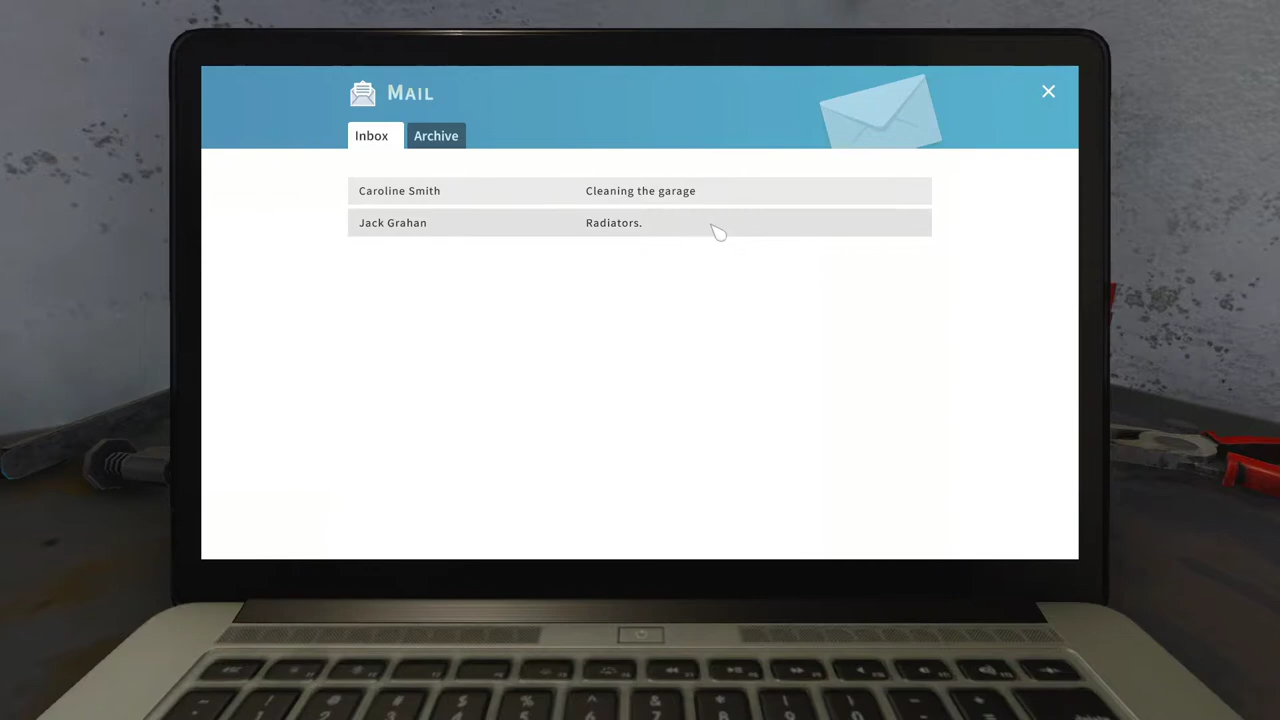 Mail
Inbox Archive
Caroline Smith Cleaning the garage
Jack Grahan Radiators.